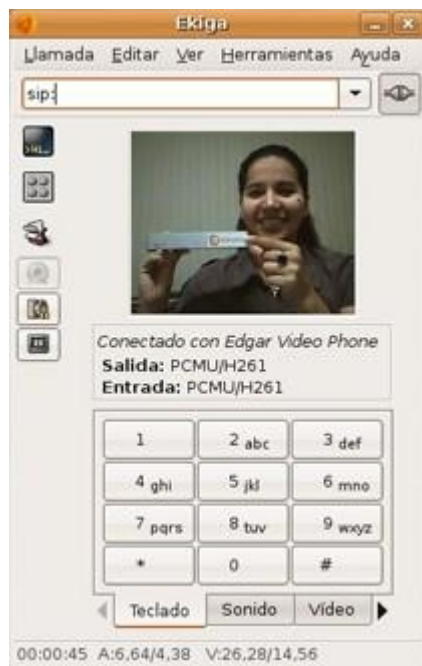 Ekiga
Llamada Editar Ver Herramientas Ayuda
sip:
Conectado con Edgar Video Phone
Salida: PCMU/H261
Entrada: PCMU/H261
1 2 abc 3 def
4 ghi 5 jkl 6 mno
7 pqrs 8 tuv 9 wxyz
* 0 #
Teclado Sonido Vídeo
00:00:45 A:6,64/4,38 V:26,28/14,56